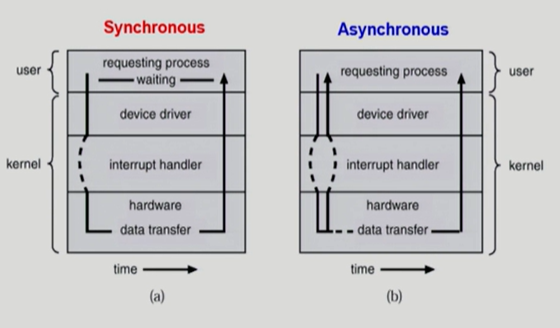 Synchronous
user
requesting process
waiting
device driver
kernel
interrupt handler
hardware
data transfer
time
(a)
Asynchronous
requesting process
user
device driver
interrupt handler
kernel
hardware
data transfer
time
(b)